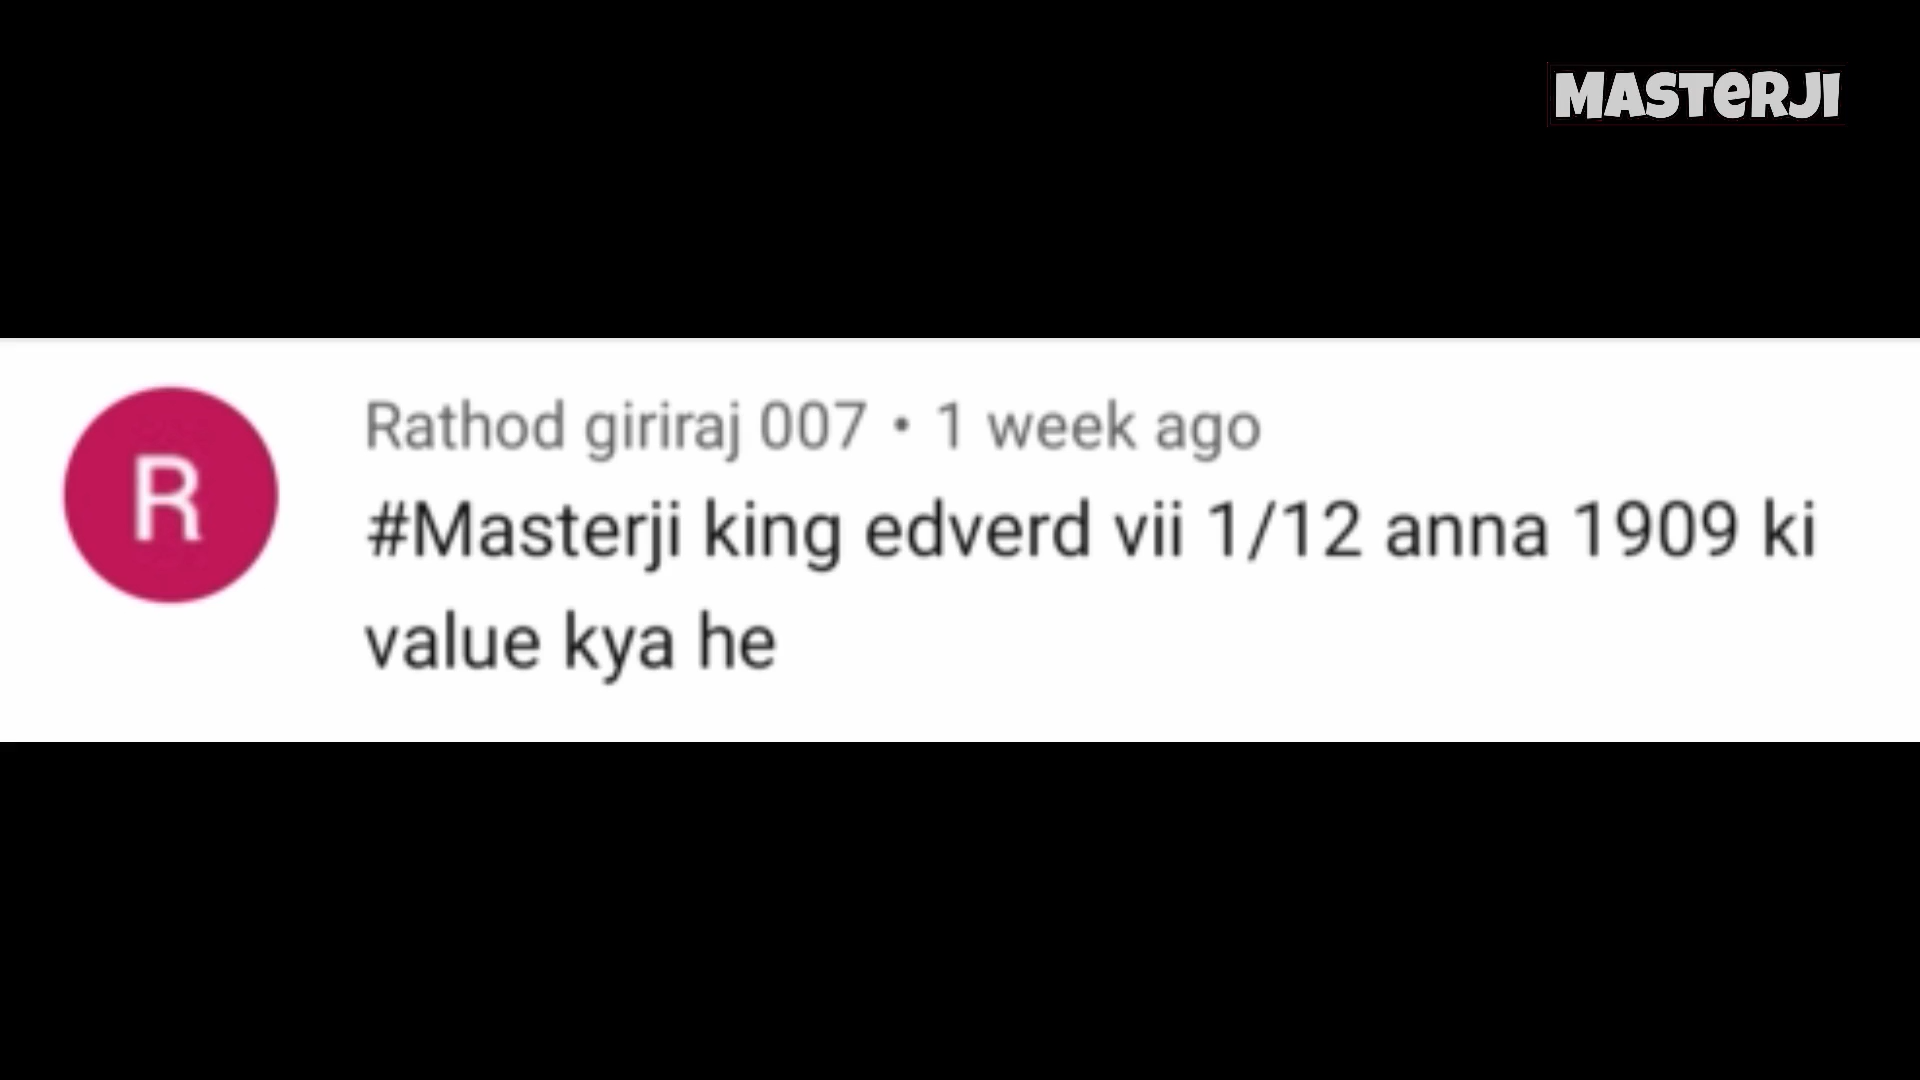 MASTERJI
R
Rathod giriraj 007 • 1 week ago
#Masterji king edverd vii 1/12 anna 1909 ki
value kya he